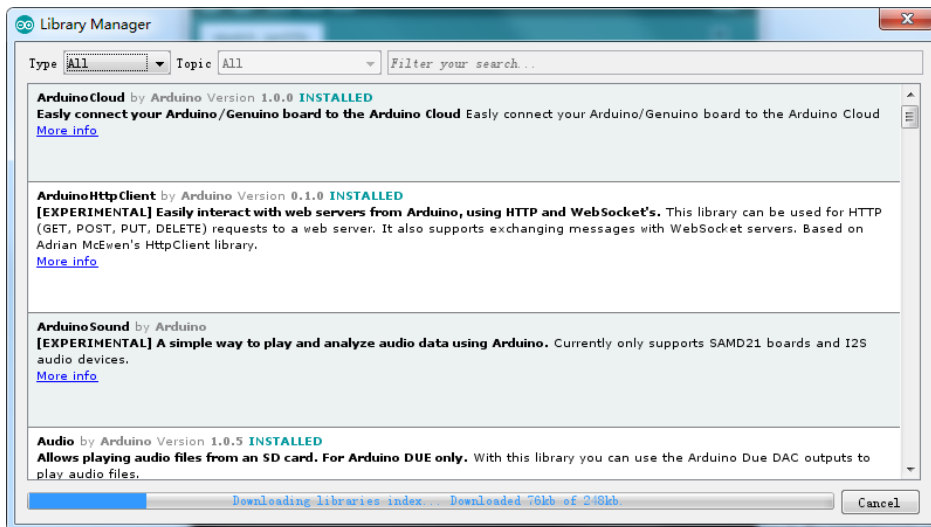 Library Manager
Type All Topic All Filter your search...
ArduinoCloud by Arduino Version 1.0.0 INSTALLED
Easly connect your Arduino/Genuino board to the Arduino Cloud Easly connect your Arduino/Genuino board to the Arduino Cloud
More info
ArduinoHttpClient by Arduino Version 0.1.0 INSTALLED
[EXPERIMENTAL] Easily interact with web servers from Arduino, using HTTP and WebSocket's. This library can be used for HTTP
(GET, POST, PUT, DELETE) requests to a web server. It also supports exchanging messages with WebSocket servers. Based on
Adrian McEwen's HttpClient library.
More info
ArduinoSound by Arduino
[EXPERIMENTAL] A simple way to play and analyze audio data using Arduino. Currently only supports SAMD21 boards and I2S
audio devices.
More info
Audio by Arduino Version 1.0.5 INSTALLED
Allows playing audio files from an SD card. For Arduino DUE only. With this library you can use the Arduino Due DAC outputs to
play audio files.
Downloading libraries index... Downloaded 76kb of 248kb.
Cancel